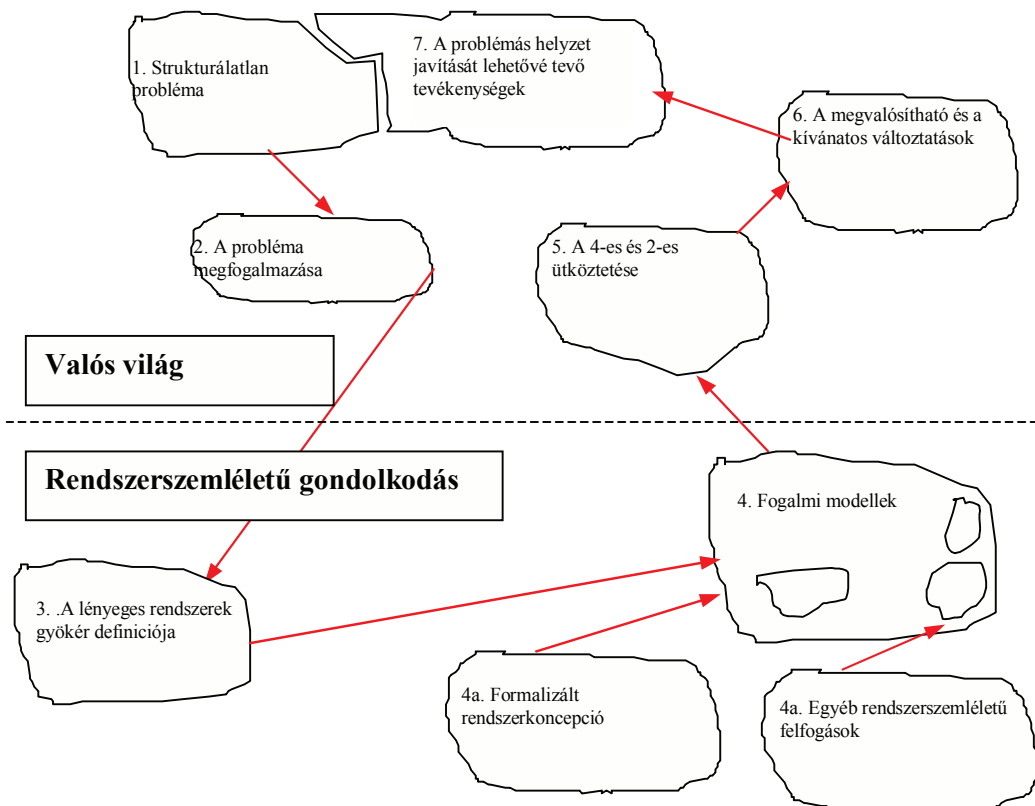 1. Strukturálatlan
probléma
7. A problémás helyzet
javítását lehetővé tevő
tevékenységek
6. A megvalósítható és a
kívánatos változtatások
2. A probléma
megfogalmazása
5. A 4-es és 2-es
ütköztetése
Valós világ
Rendszerszemléletű gondolkodás
4. Fogalmi modellek
3. .A lényeges rendszerek
gyökér definiciója
4a. Formalizált
rendszerkoncepció
4a. Egyéb rendszerszemléletű
felfogások